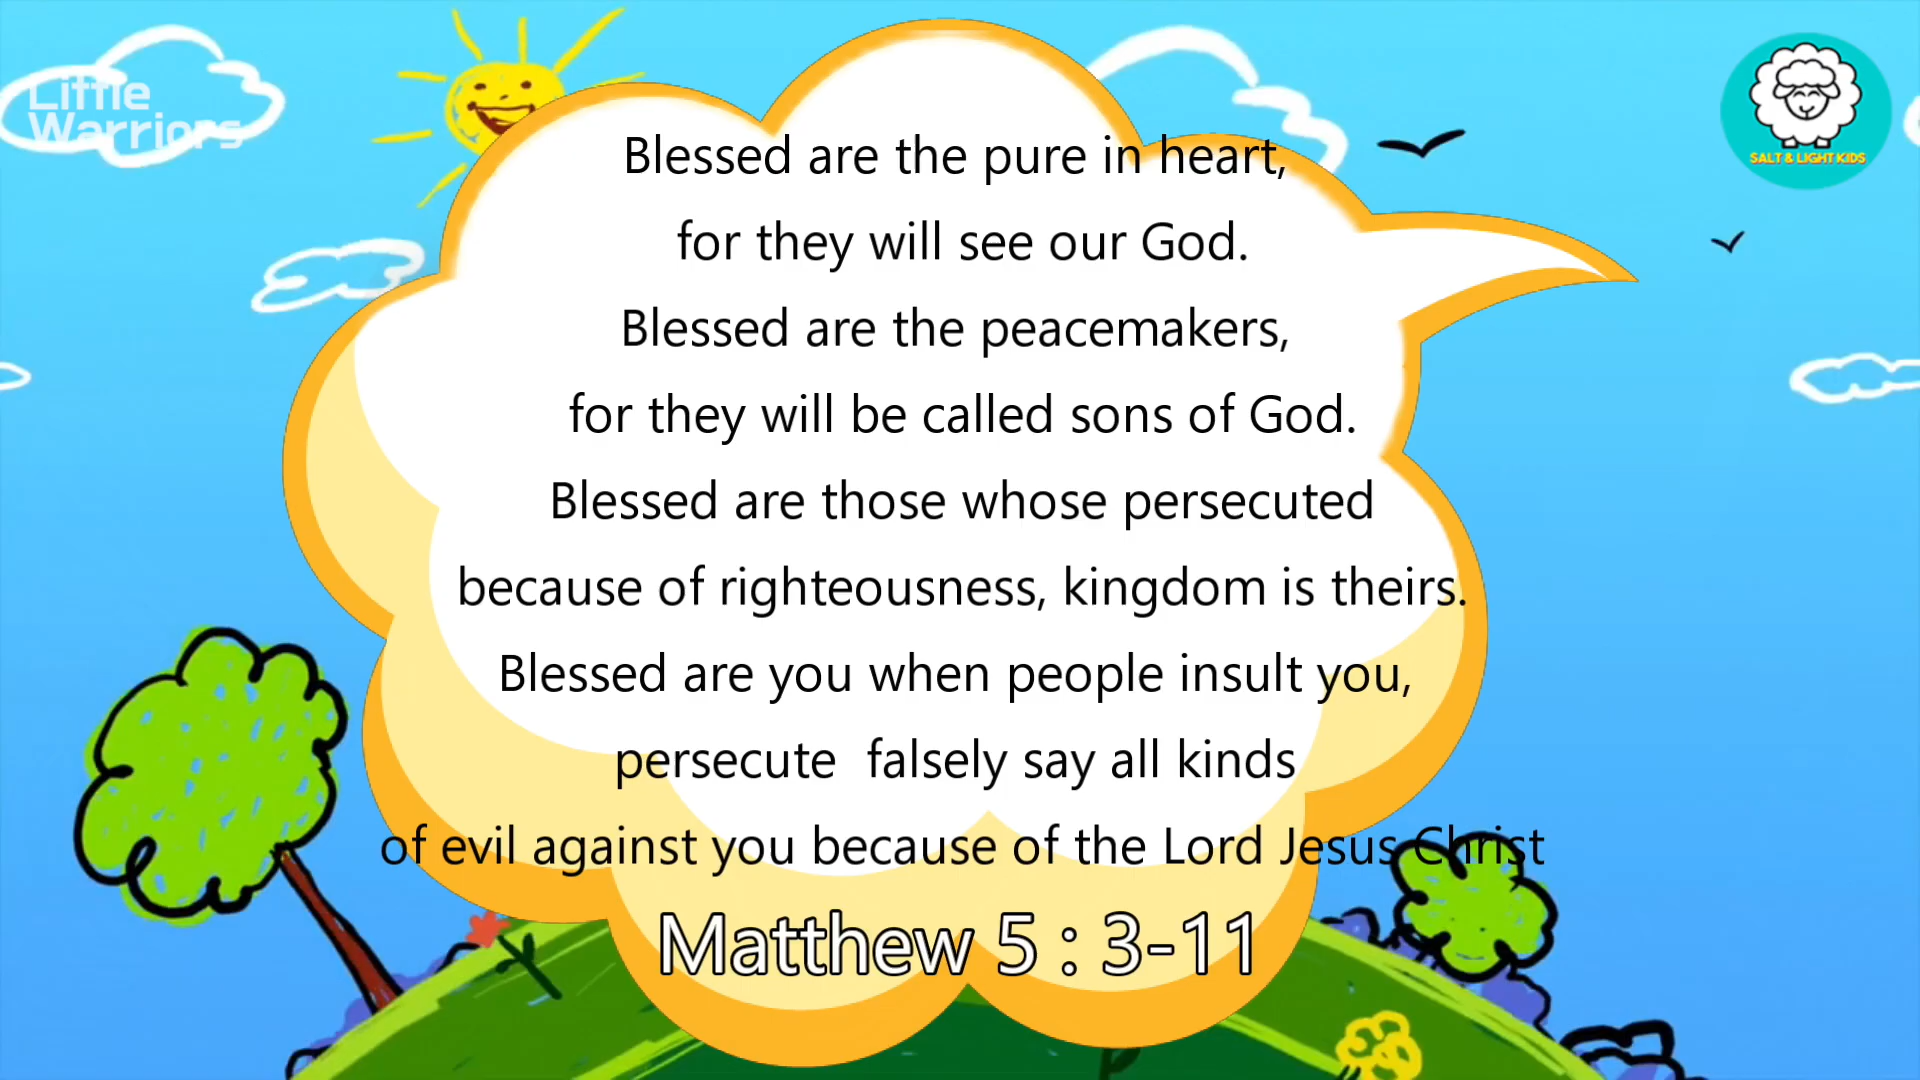 Little
Warriors
SALT & LIGHT KIDS
Blessed are the pure in heart,
for they will see our God.
Blessed are the peacemakers,
for they will be called sons of God.
Blessed are those whose persecuted
because of righteousness, kingdom is theirs.
Blessed are you when people insult you,
persecute  falsely say all kinds
of evil against you because of the Lord Jesus Christ
Matthew 5 : 3-11